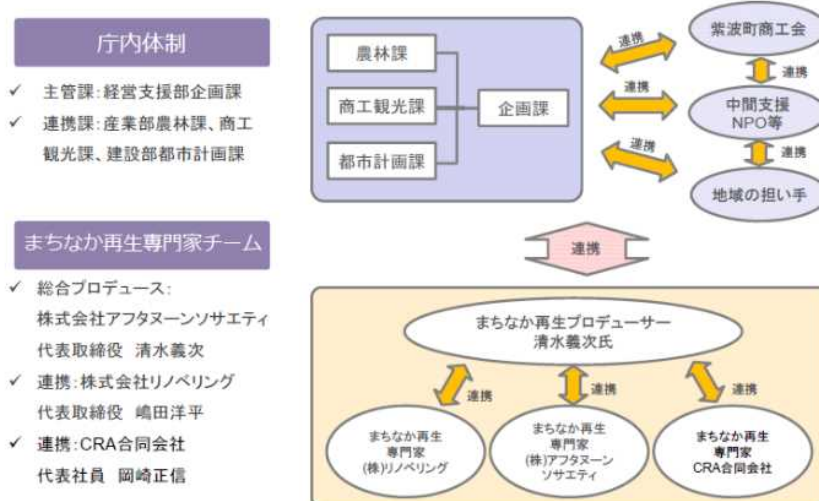 庁内体制
✓ 主管課:経営支援部企画課
✓ 連携課:産業部農林課、商工
観光課、建設部都市計画課
農林課
商工観光課
都市計画課
企画課
連携
連携
連携
紫波町商工会
連携
中間支援
NPO等
連携
地域の担い手
連携
まちなか再生専門家チーム
✓ 総合プロデュース:
株式会社アフタヌーンソサエティ
代表取締役 清水義次
✓ 連携:株式会社リノベリング
代表取締役 嶋田洋平
✓ 連携:CRA合同会社
代表社員 岡崎正信
まちなか再生プロデューサー
清水義次氏
連携
連携
連携
まちなか再生
専門家
(株)リノベリング
まちなか再生
専門家
(株)アフタヌーン
ソサエティ
まちなか再生
専門家
CRA合同会社